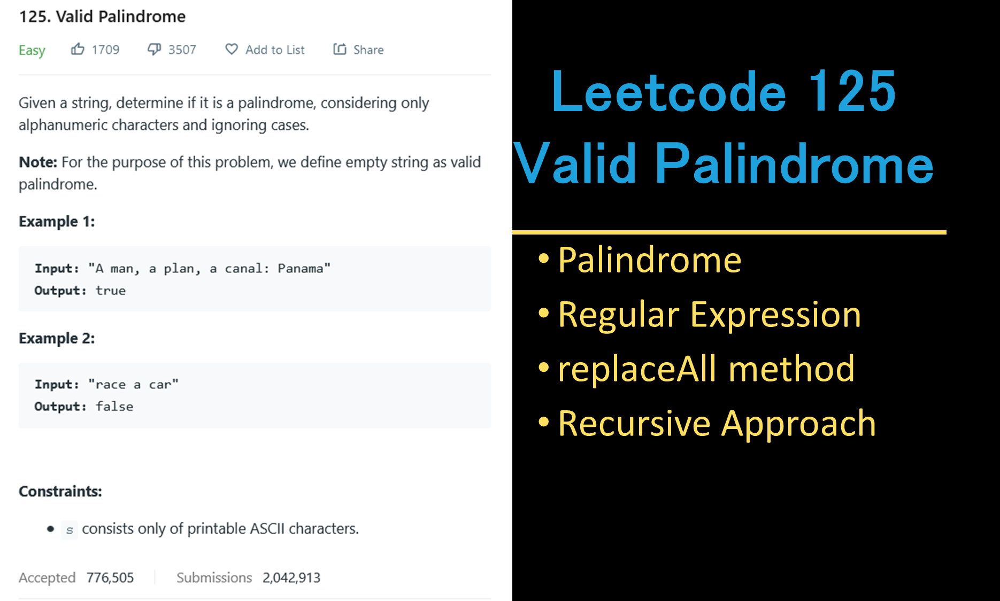 125. Valid Palindrome
Easy 1709 3507 Add to List Share
Given a string, determine if it is a palindrome, considering only
alphanumeric characters and ignoring cases.
Note: For the purpose of this problem, we define empty string as valid
palindrome.
Example 1:
Input: "A man, a plan, a canal: Panama"
Output: true
Example 2:
Input: "race a car"
Output: false
Constraints:
• s consists only of printable ASCII characters.
Accepted 776,505 Submissions 2,042,913
Leetcode 125
Valid Palindrome
• Palindrome
• Regular Expression
• replaceAll method
• Recursive Approach